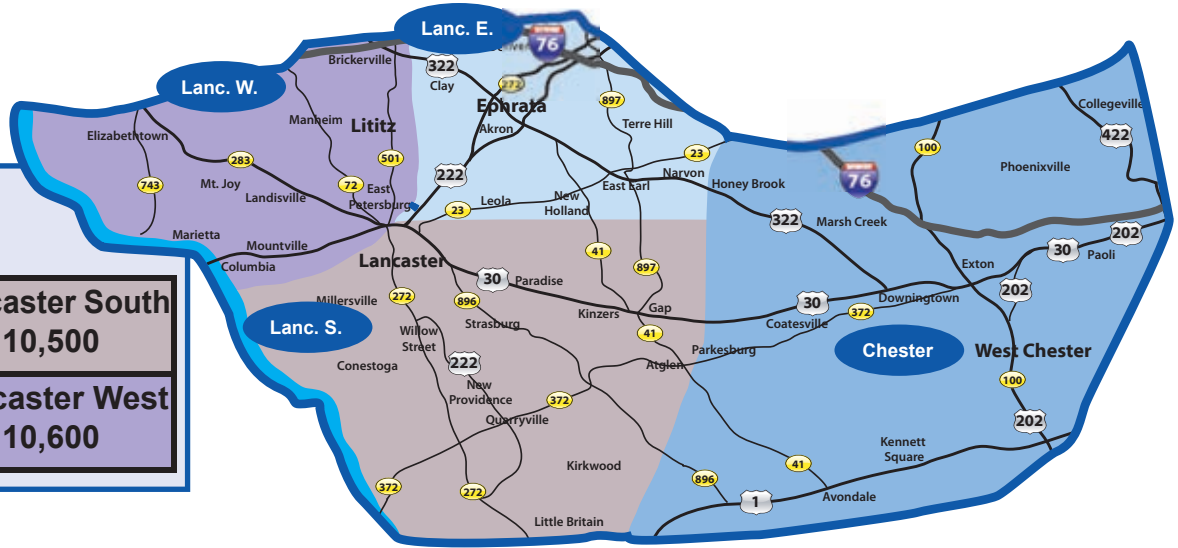 Lanc. E.
76
Brickerville
322
Clay
272
Lanc. W.
Ephrata
897
Collegeville
422
Elizabethtown
Manheim
Lititz
Akron
Terre Hill
100
283
501
23
Phoenixville
743
Mt. Joy
72
East
Petersburg
222
Narvon
Honey Brook
76
Landisville
23
Leola
New
Holland
East Earl
322
Marsh Creek
Marietta
Mountville
Columbia
41
897
30
202
Paoli
Lancaster
30
Paradise
Exton
202
caster South
10,500
Millersville
272
896
Kinzers
Gap
30
Downingtown
372
Lanc. S.
Willow
Street
Strasburg
41
Coatesville
Parkesburg
Chester
West Chester
caster West
10,600
Conestoga
222
New
Providence
Atglen
100
372
Quarryville
202
Kirkwood
Kennett
Square
372
272
896
41
1
Avondale
Little Britain